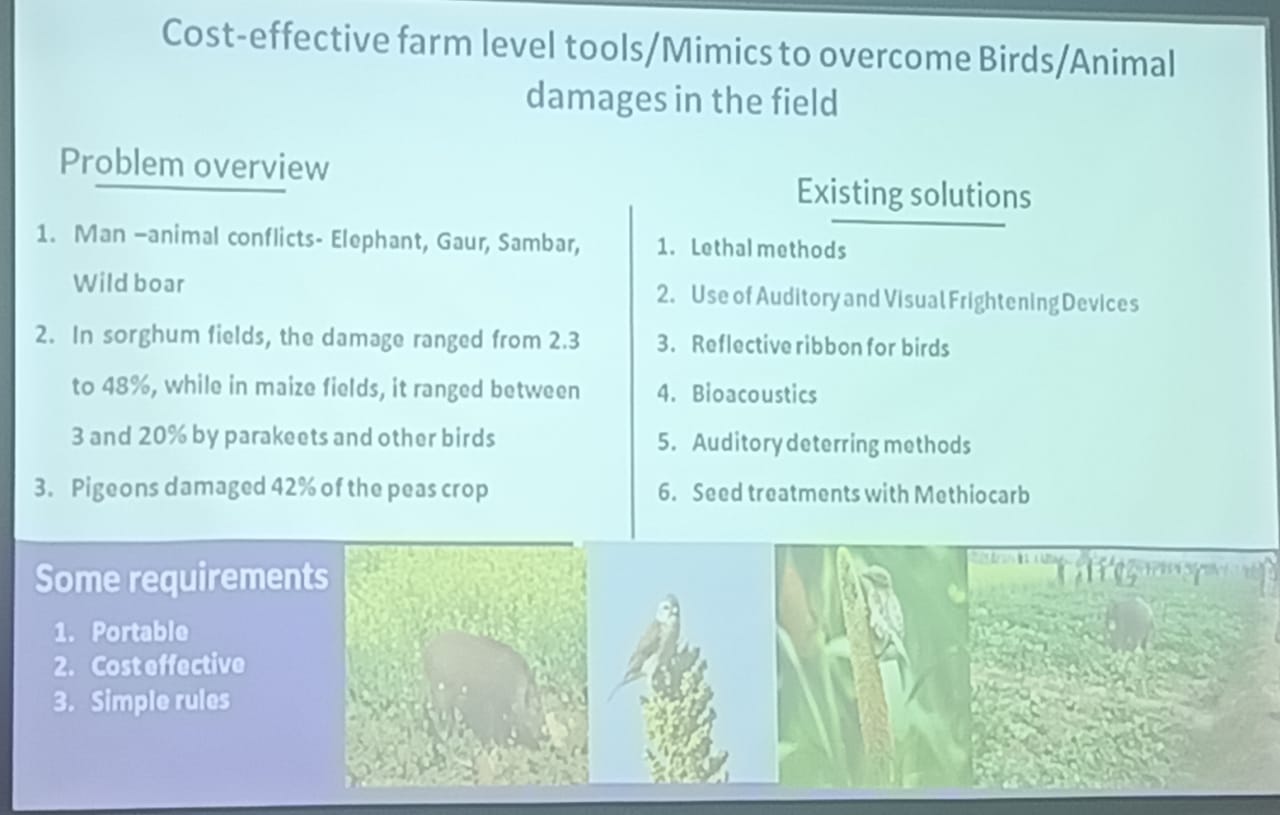 Cost-effective farm level tools/Mimics to overcome Birds/Animal
damages in the field
Problem overview
1. Man –animal conflicts- Elephant, Gaur, Sambar,
Wild boar
2. In sorghum fields, the damage ranged from 2.3
to 48%, while in maize fields, it ranged between
3 and 20% by parakeets and other birds
3. Pigeons damaged 42% of the peas crop
Existing solutions
1. Lethal methods
2. Use of Auditory and Visual Frightening Devices
3. Reflective ribbon for birds
4. Bioacoustics
5. Auditory deterring methods
6. Seed treatments with Methiocarb
Some requirements
1. Portable
2. Cost effective
3. Simple rules